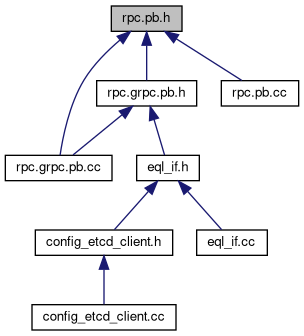 rpc.pb.h
rpc.grpc.pb.h
rpc.pb.cc
rpc.grpc.pb.cc
eql_if.h
config_etcd_client.h
eql_if.cc
config_etcd_client.cc